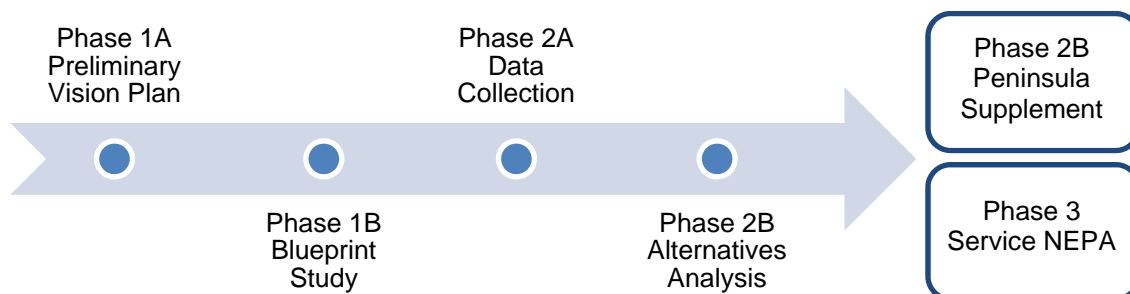 Phase 1A
Preliminary
Vision Plan
Phase 1B
Blueprint
Study
Phase 2A
Data
Collection
Phase 2B
Alternatives
Analysis
Phase 2B
Peninsula
Supplement
Phase 3
Service NEPA